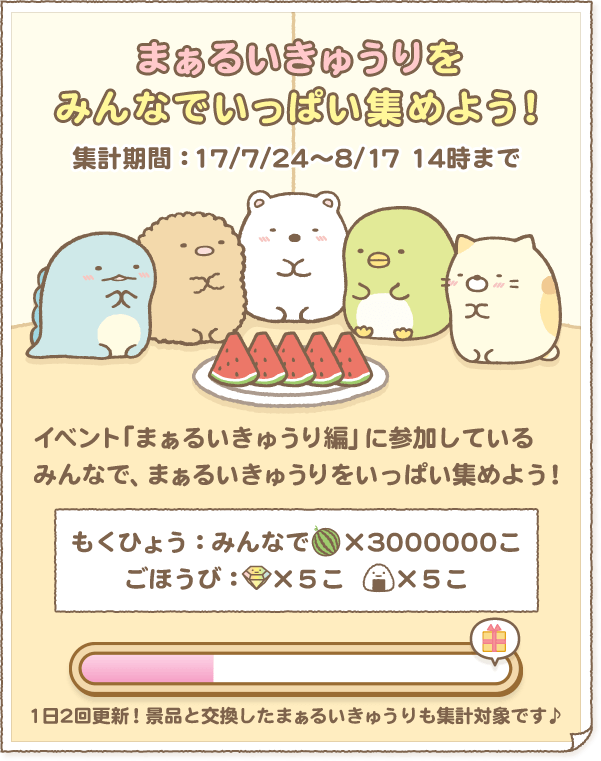 まぁるいきゅうりを
みんなでいっぱい集めよう!
集計期間:17/7/24~8/17 14時まで
イベント「まぁるいきゅうり編」に参加している
みんなで、まぁるいきゅうりをいっぱい集めよう!
もくひょう:みんなで×3000000こ
ごほうび:×5こ ×5こ
1日2回更新!景品と交換したまぁるいきゅうりも集計対象です♪